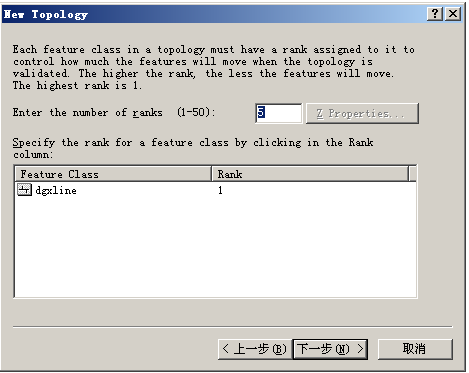 New Topology
Each feature class in a topology must have a rank assigned to it to
control how much the features will move when the topology is
validated. The higher the rank, the less the features will move.
The highest rank is 1.
Enter the number of ranks (1-50): 5 Z Properties...
Specify the rank for a feature class by clicking in the Rank
column:
Feature Class Rank
dgxline 1
< 上一步(B) 下一步(N) > 取消